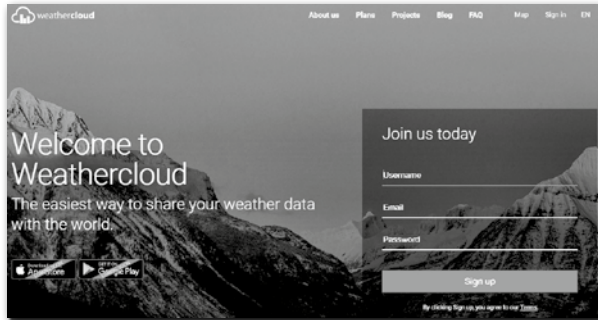 weathercloud
About us Plans Projects Blog FAQ Map Sign in EN
Welcome to
Weathercloud
The easiest way to share your weather data
with the world.
Join us today
Username
Email
Password
App Store
Google Play
Sign up
By clicking Sign up, you agree to our Terms.